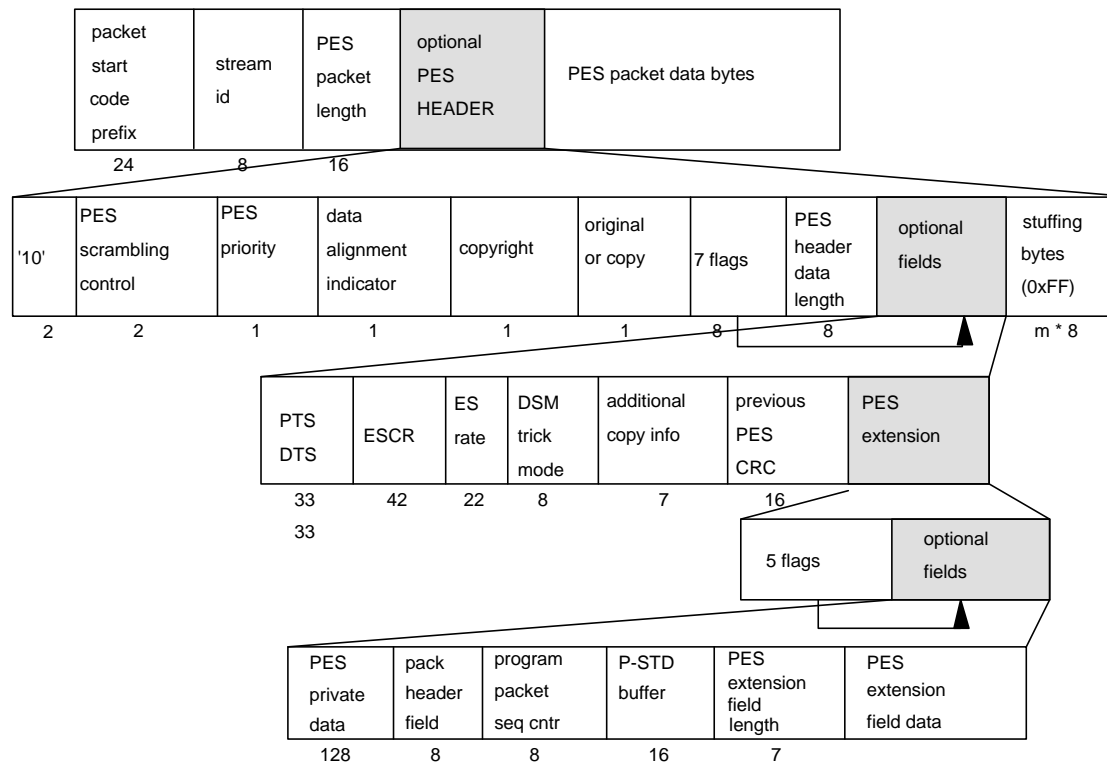 packet
start
code
prefix
stream
id
PES
packet
length
optional
PES
HEADER
PES packet data bytes
24
8
16
'10'
PES
scrambling
control
PES
priority
data
alignment
indicator
copyright
original
or copy
7 flags
PES
header
data
length
optional
fields
stuffing
bytes
(0xFF)
2
2
1
1
1
1
8
8
m * 8
PTS
DTS
ESCR
ES
rate
DSM
trick
mode
additional
copy info
previous
PES
CRC
PES
extension
33
33
42
22
8
7
16
5 flags
optional
fields
PES
private
data
pack
header
field
program
packet
seq cntr
P-STD
buffer
PES
extension
field
length
PES
extension
field data
128
8
8
16
7